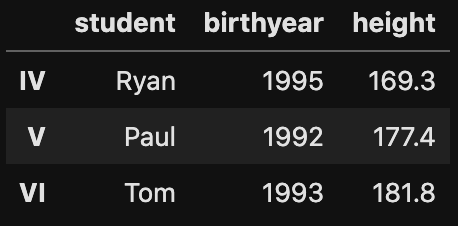 student birthyear height
IV Ryan 1995 169.3
V Paul 1992 177.4
VI Tom 1993 181.8